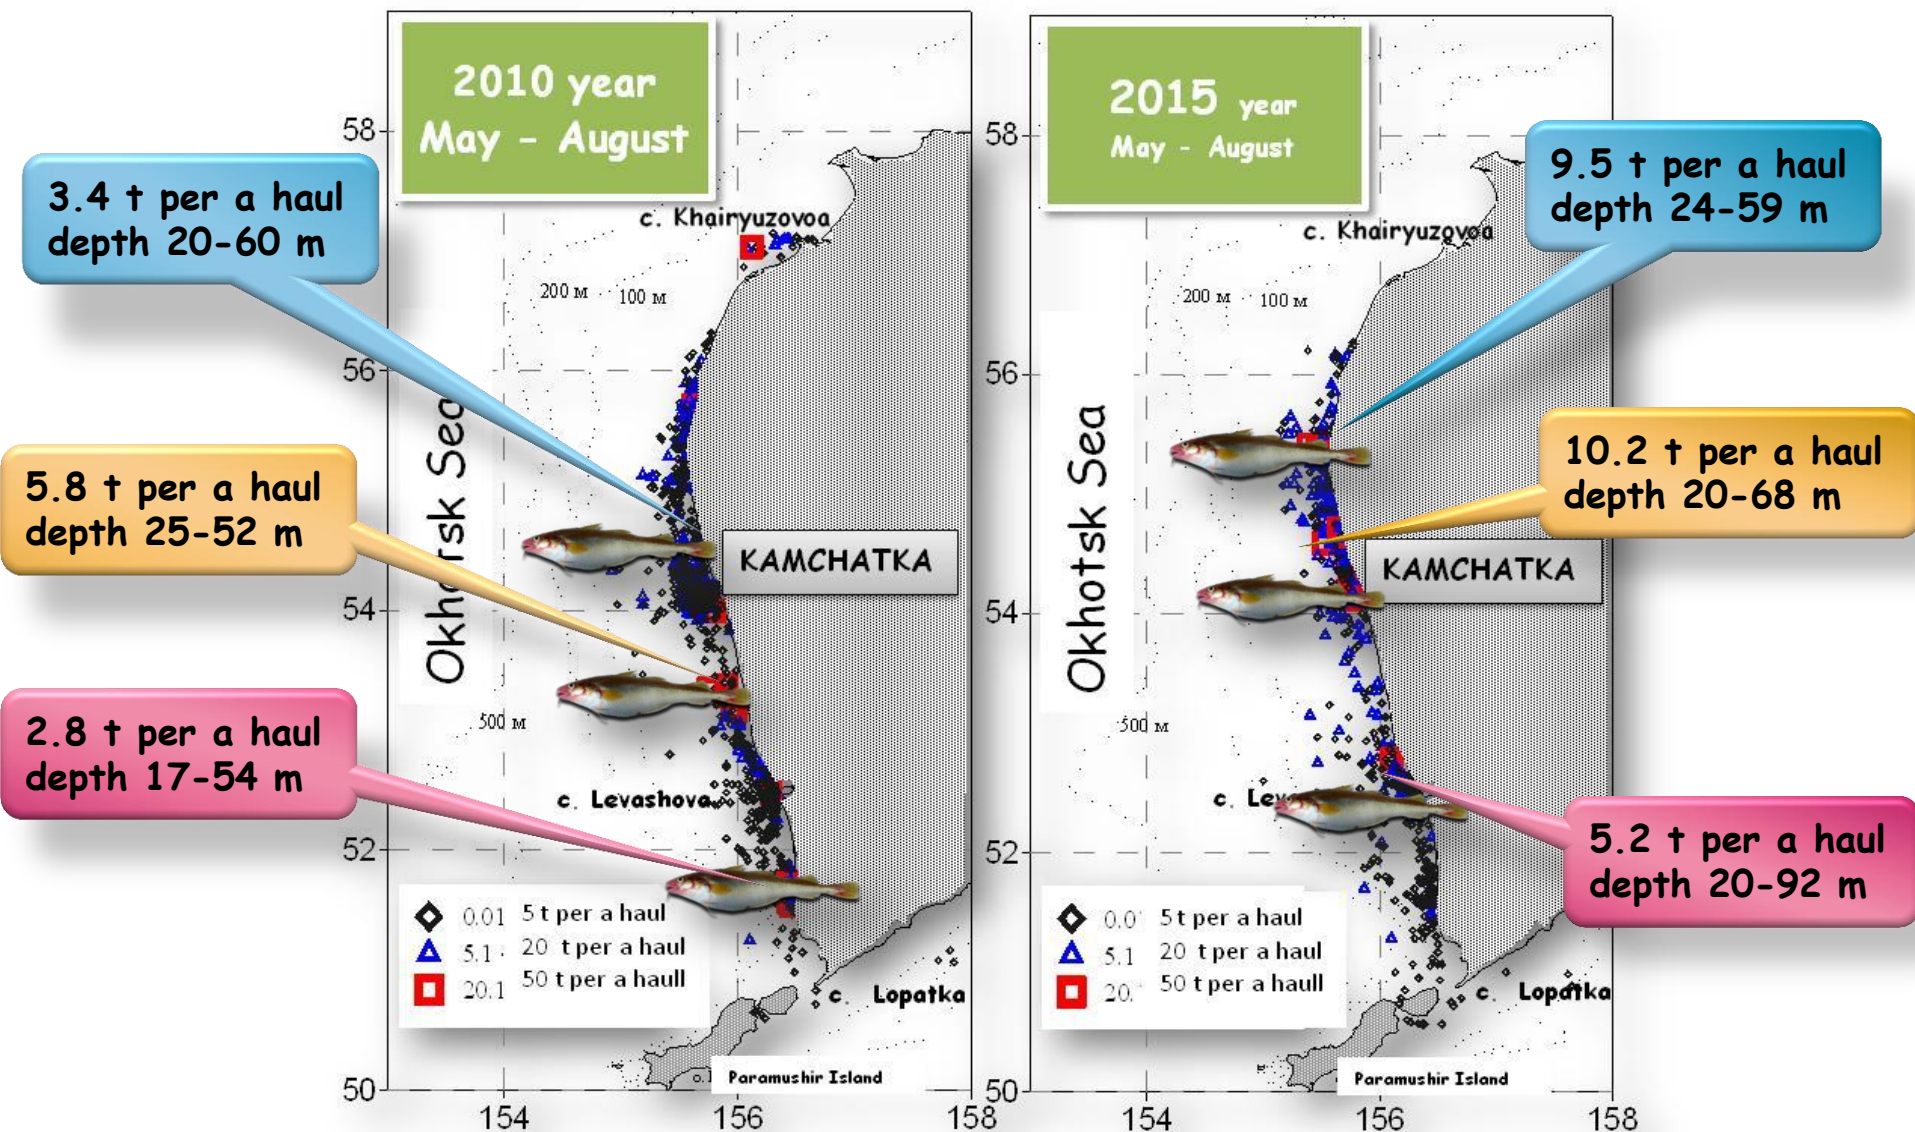 2010 year
May - August
58
3.4 t per a haul
depth 20-60 m
c. Khairyuzovoa
200 м
100 м
56
5.8 t per a haul
depth 25-52 m
Okhotsk Sea
KAMCHATKA
54
2.8 t per a haul
depth 17-54 m
500 м
c. Levashova
52
0.01 5 t per a haul
5.1 20 t per a haul
20.1 50 t per a haull
c. Lopatka
50
o.
Paramushir Island
154
156
158
2015 year
May - August
58
9.5 t per a haul
depth 24-59 m
c. Khairyuzovoa
200 м
100 м
56
10.2 t per a haul
depth 20-68 m
Okhotsk Sea
KAMCHATKA
54
500 м
c. Lev
52
5.2 t per a haul
depth 20-92 m
0.0 5 t per a haul
5.1 20 t per a haul
20. 50 t per a haull
c. Lopatka
50
Paramushir Island
154
156
158